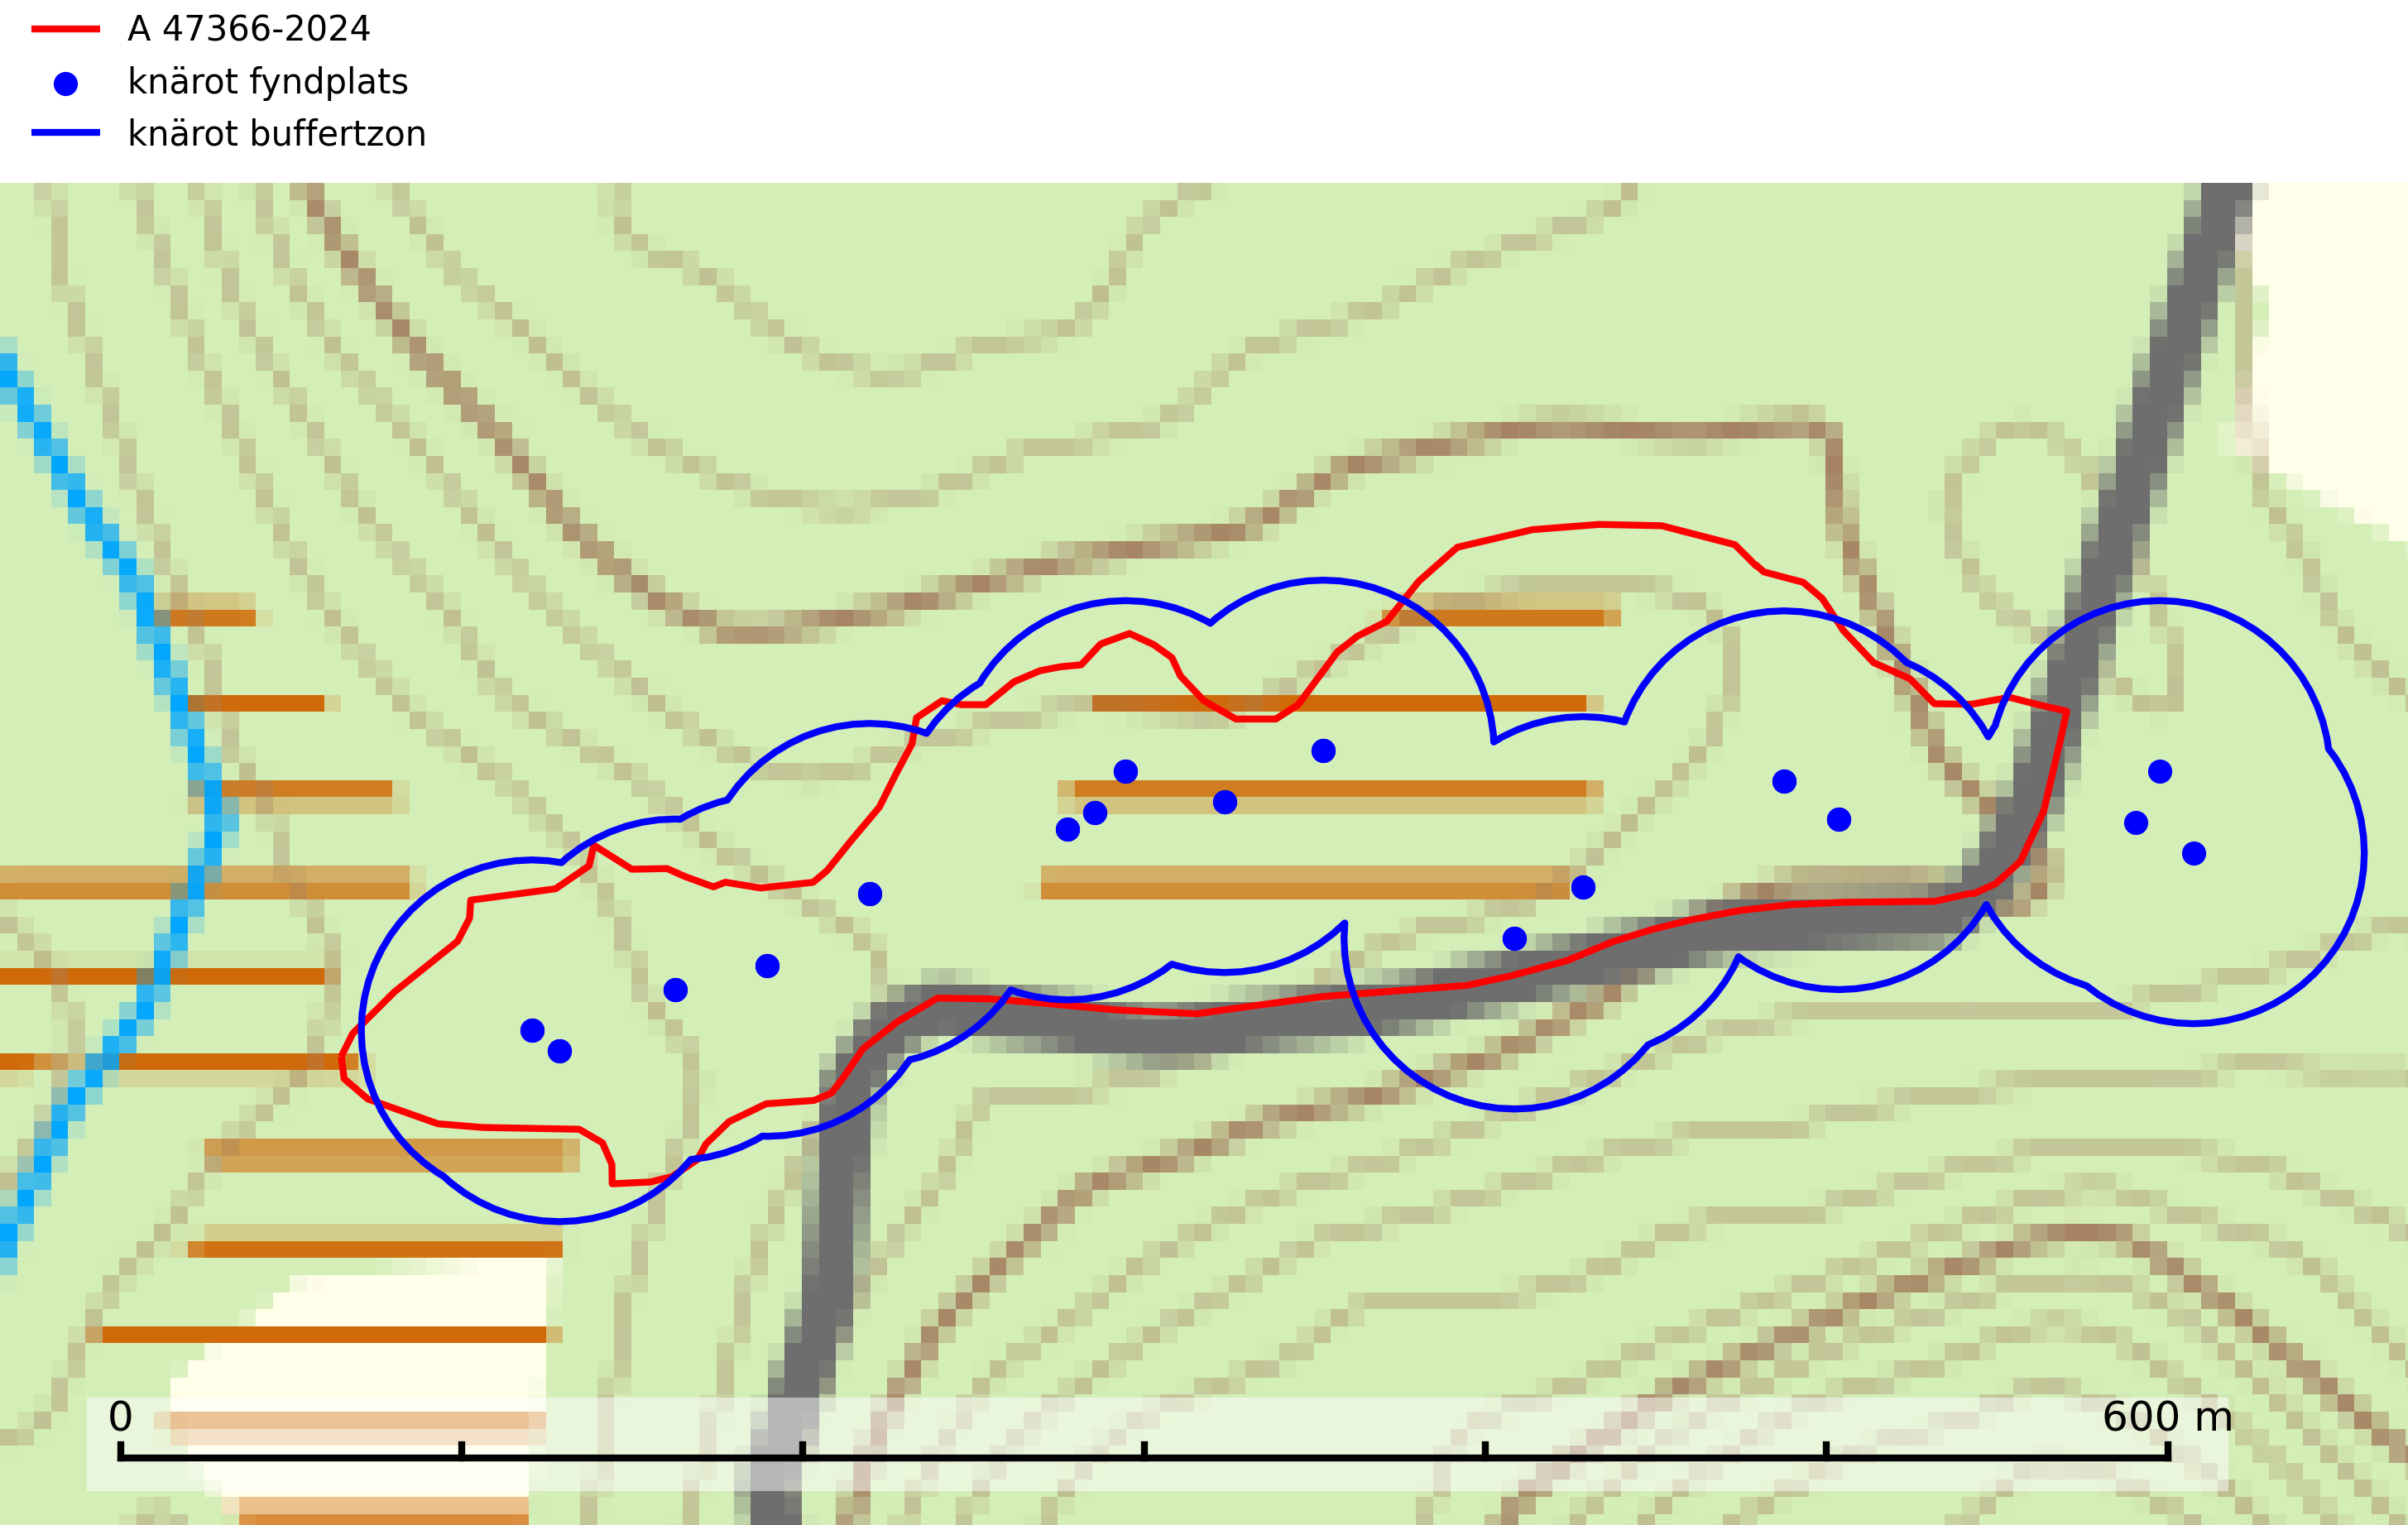 A 47366-2024
knärot fyndplats
knärot buffertzon
0 600 m